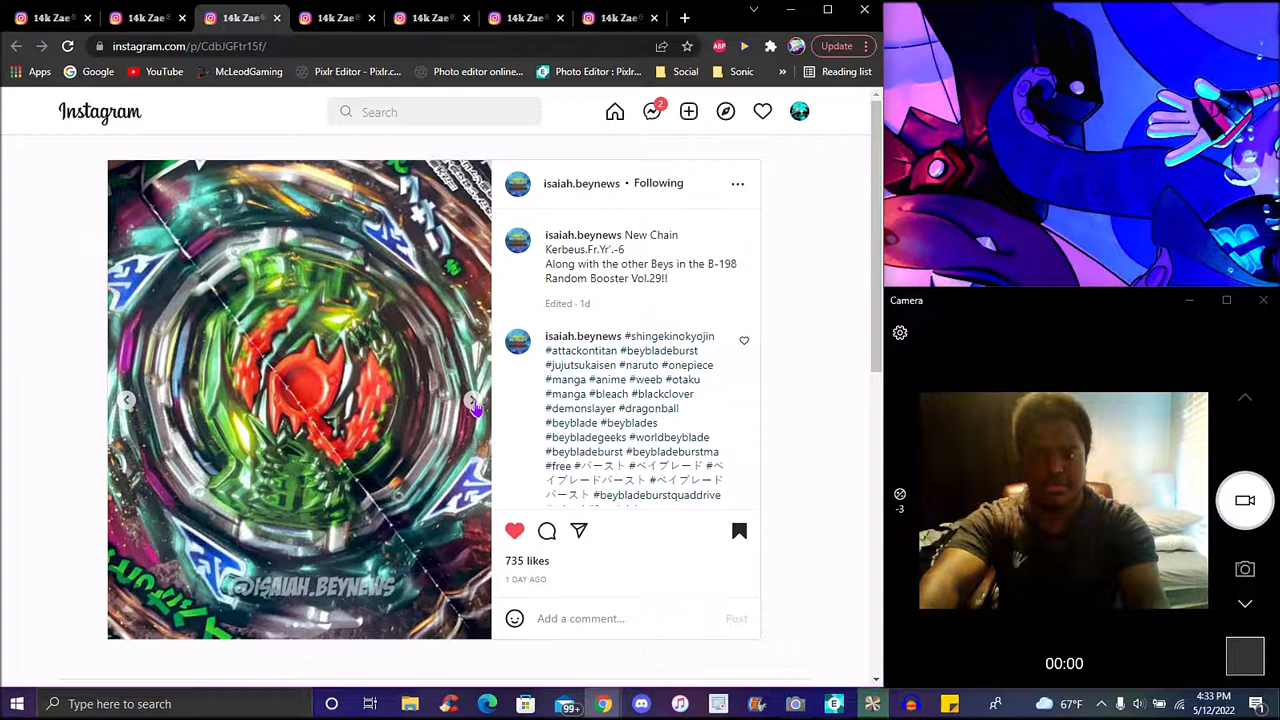 14k Zae
14k Zae
14k Zae
14k Zae
14k Zae
14k Zae
14k Zae
instagram.com/p/CdbJGFtr15f/
ABP
Update
Apps
Google
YouTube
McLeodGaming
Pixlr Editor - Pixlr.c...
Photo editor online...
Photo Editor : Pixlr...
Social
Sonic
»
Reading list
Instagram
Search
2
isaiah.beynews • Following
isaiah.beynews New Chain
Kerbeus.Fr.Yr'.-6
Along with the other Beys in the B-198
Random Booster Vol.29!!
Edited · 1d
isaiah.beynews #shingekinokyojin
#attackontitan #beybladeburst
#jujutsukaisen #naruto #onepiece
#manga #anime #weeb #otaku
#manga #bleach #blackclover
#demonslayer #dragonball
#beyblade #beyblades
#beybladegeeks #worldbeyblade
#beybladeburst #beybladeburstma
#free #バースト #ベイブレード #ベ
イブレードバースト #ベイブレード
バースト #beybladeburstquaddrive
735 likes
1 DAY AGO
Add a comment...
Post
@ISAIAH.BEYNEWS
Camera
-3
00:00
Type here to search
99+
67°F
4:33 PM
5/12/2022